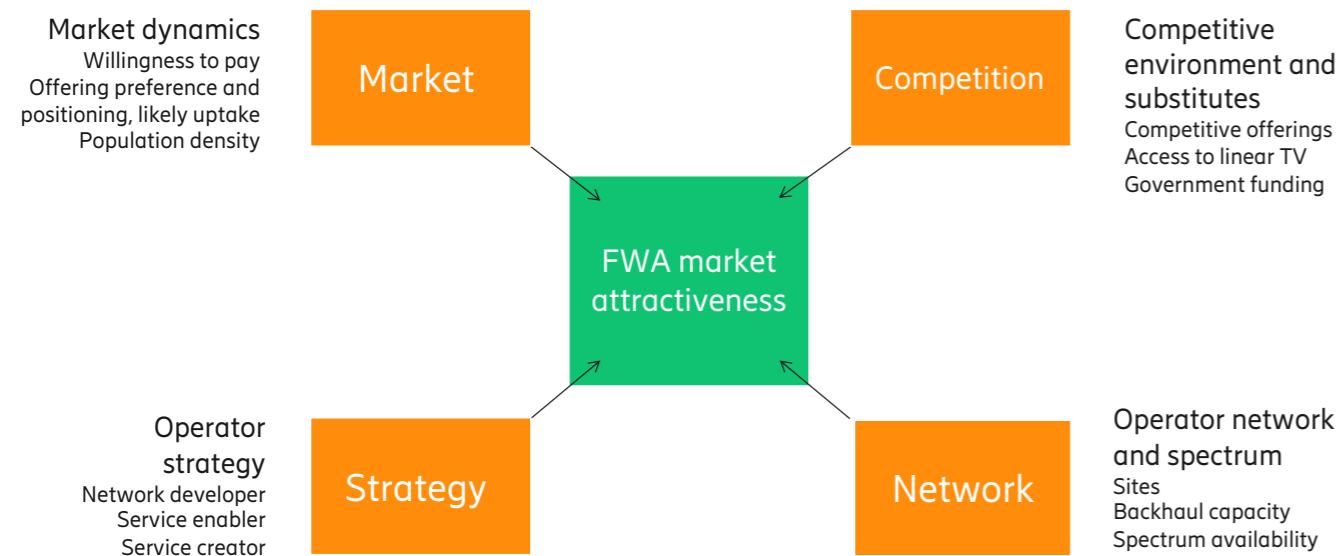 Market dynamics
Willingness to pay
Offering preference and
positioning, likely uptake
Population density
Market
Competition
Competitive
environment and
substitutes
Competitive offerings
Access to linear TV
Government funding
FWA market
attractiveness
Operator
strategy
Network developer
Service enabler
Service creator
Strategy
Network
Operator network
and spectrum
Sites
Backhaul capacity
Spectrum availability